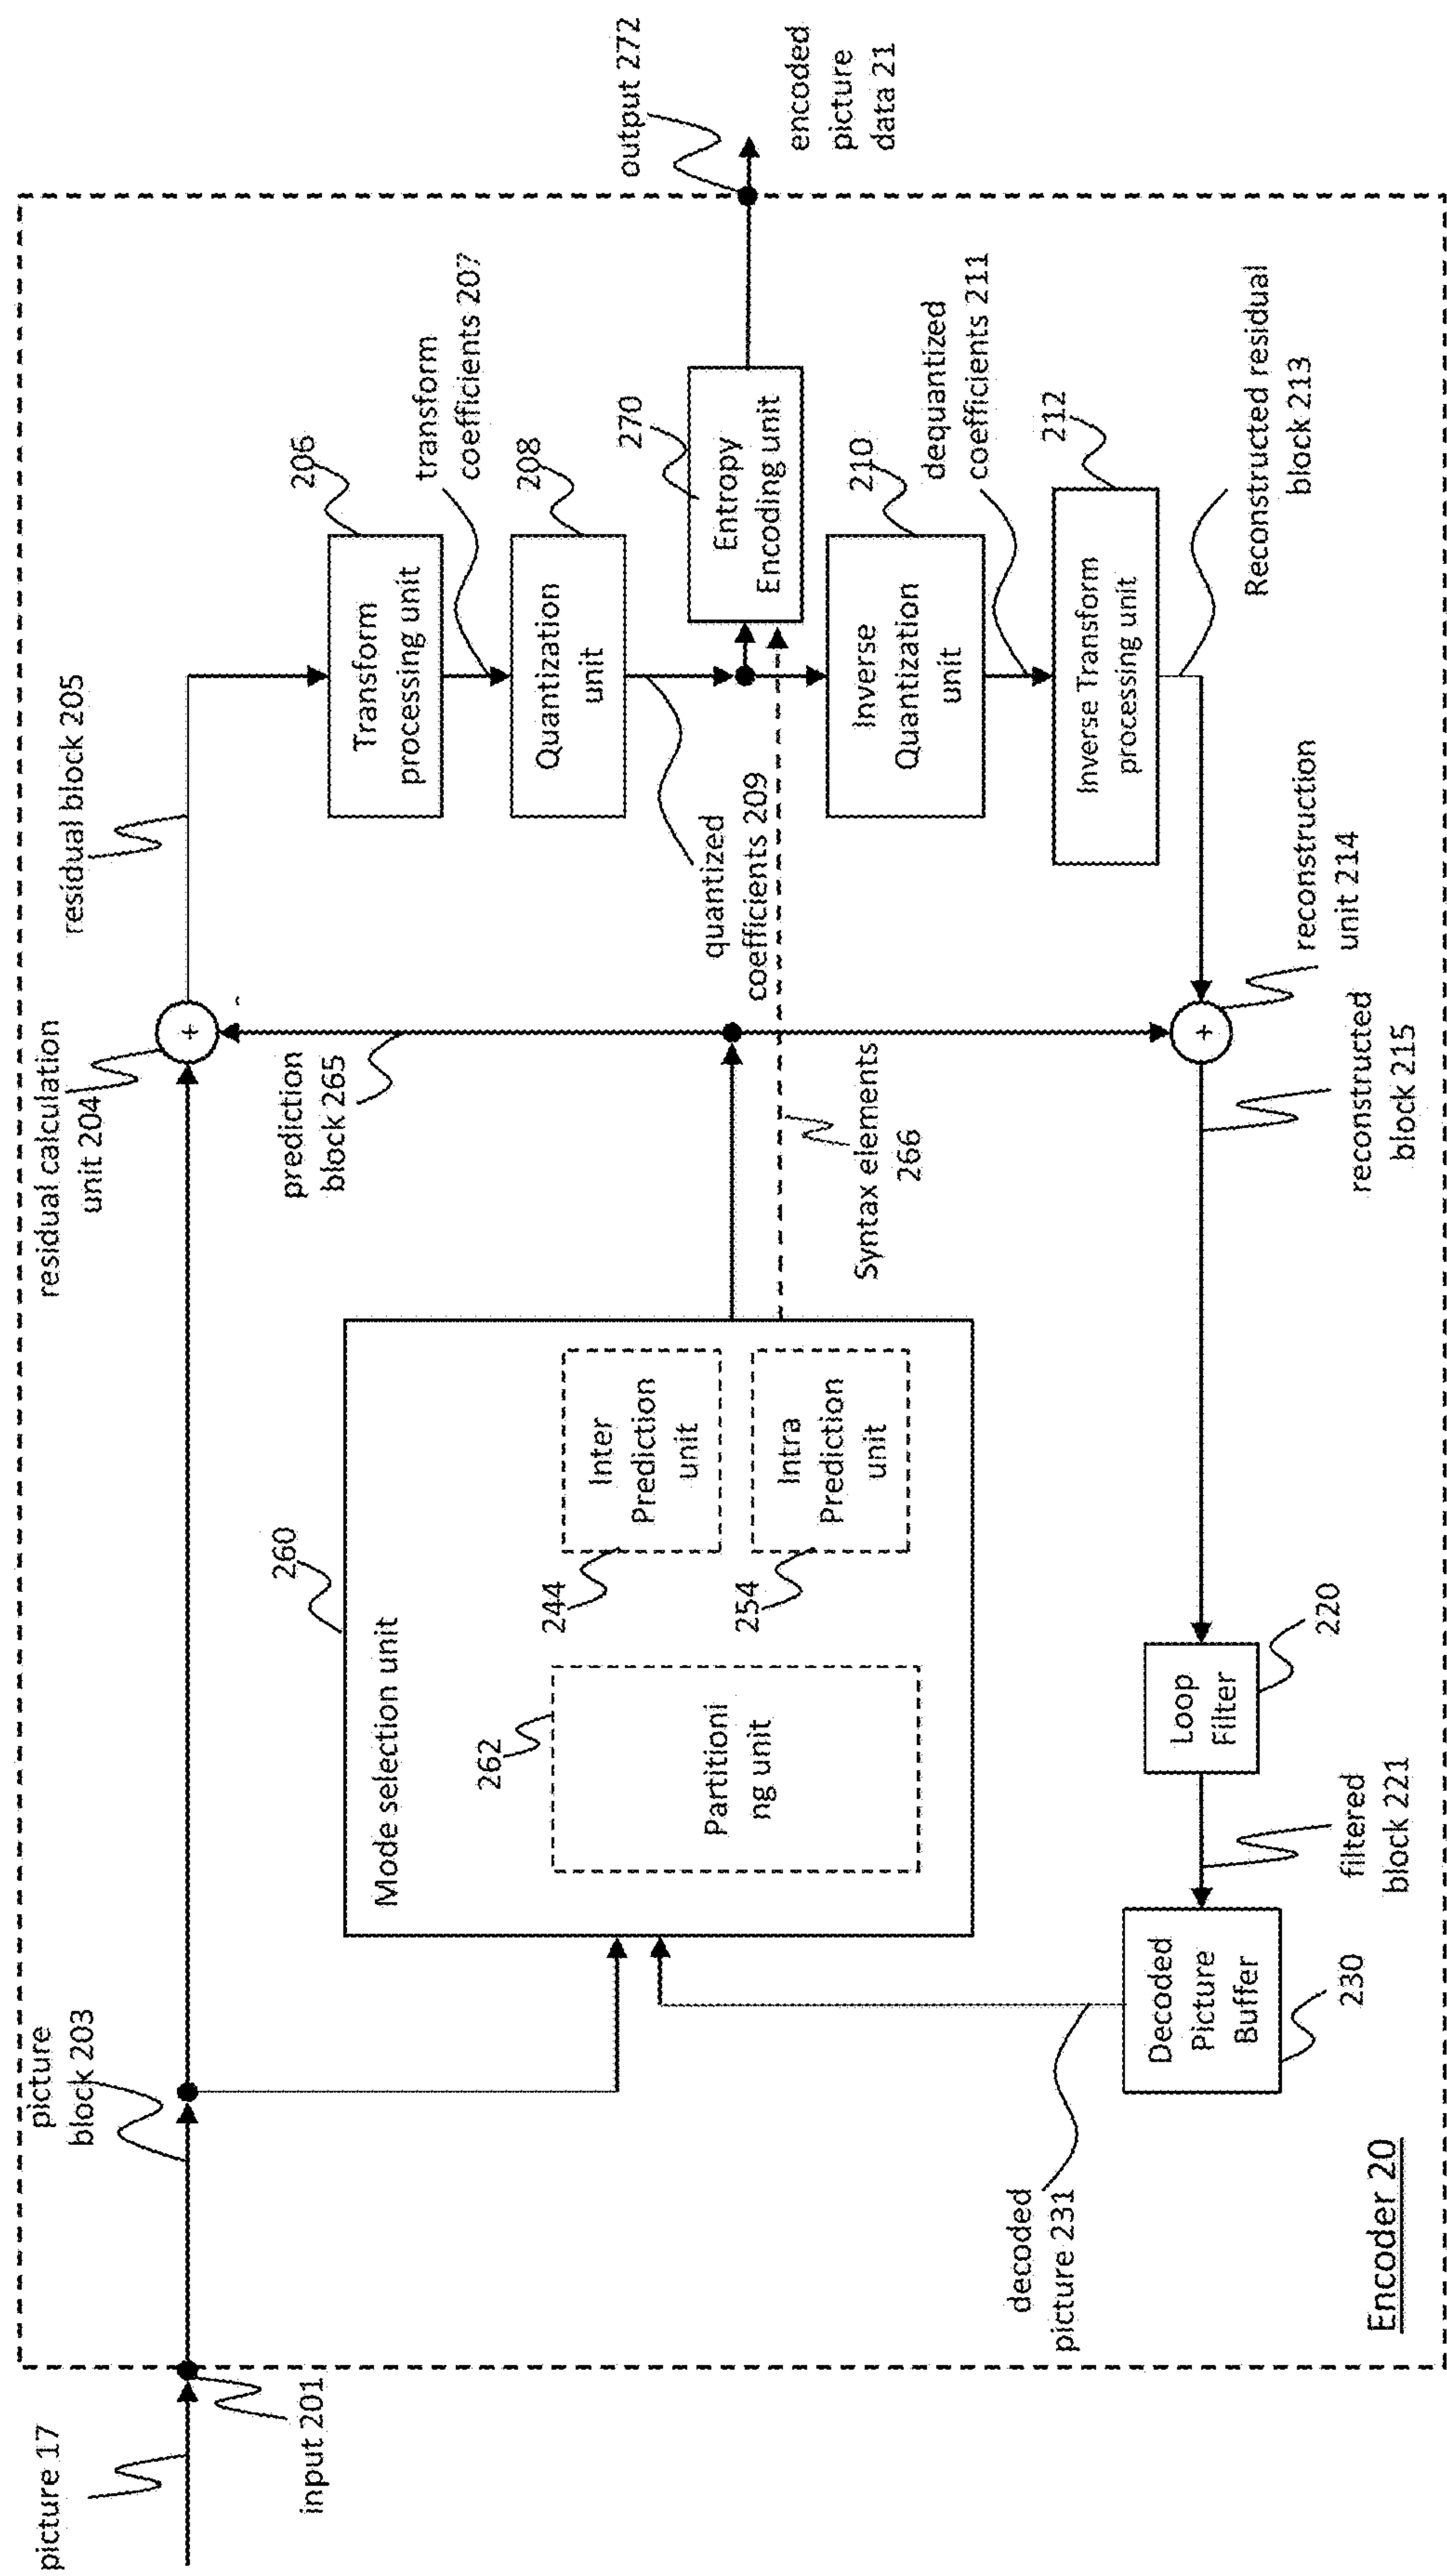 picture 17
input 201
picture
block 203
residual calculation
unit 204
residual block 205
206
Transform
processing unit
transform
coefficients 207
208
Quantization
unit
quantized
coefficients 209
270
Entropy
Encoding unit
output 272
encoded
picture
data 21
210
Inverse
Quantization
unit
dequantized
coefficients 211
212
Inverse Transform
processing unit
Reconstructed residual
block 213
reconstruction
unit 214
reconstructed
block 215
prediction
block 265
Syntax elements
266
260
Mode selection unit
262
Partitioni
ng unit
244
Inter
Prediction
unit
254
Intra
Prediction
unit
220
Loop
Filter
filtered
block 221
Decoded
Picture
Buffer
230
decoded
picture 231
Encoder 20